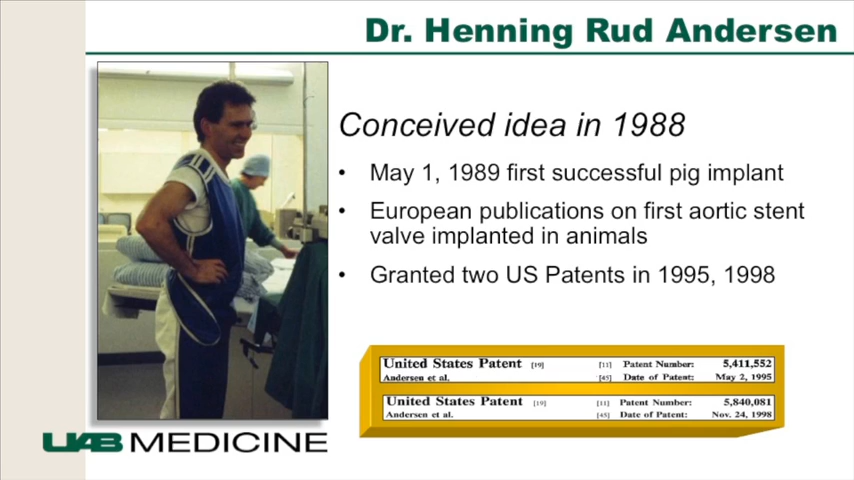 Dr. Henning Rud Andersen
Conceived idea in 1988
• May 1, 1989 first successful pig implant
• European publications on first aortic stent
valve implanted in animals
• Granted two US Patents in 1995, 1998
United States Patent [19] [11] Patent Number: 5,411,552
Andersen et al. [45] Date of Patent: May 2, 1995
United States Patent [19] [11] Patent Number: 5,840,081
Andersen et al. [45] Date of Patent: Nov. 24, 1998
UAB MEDICINE